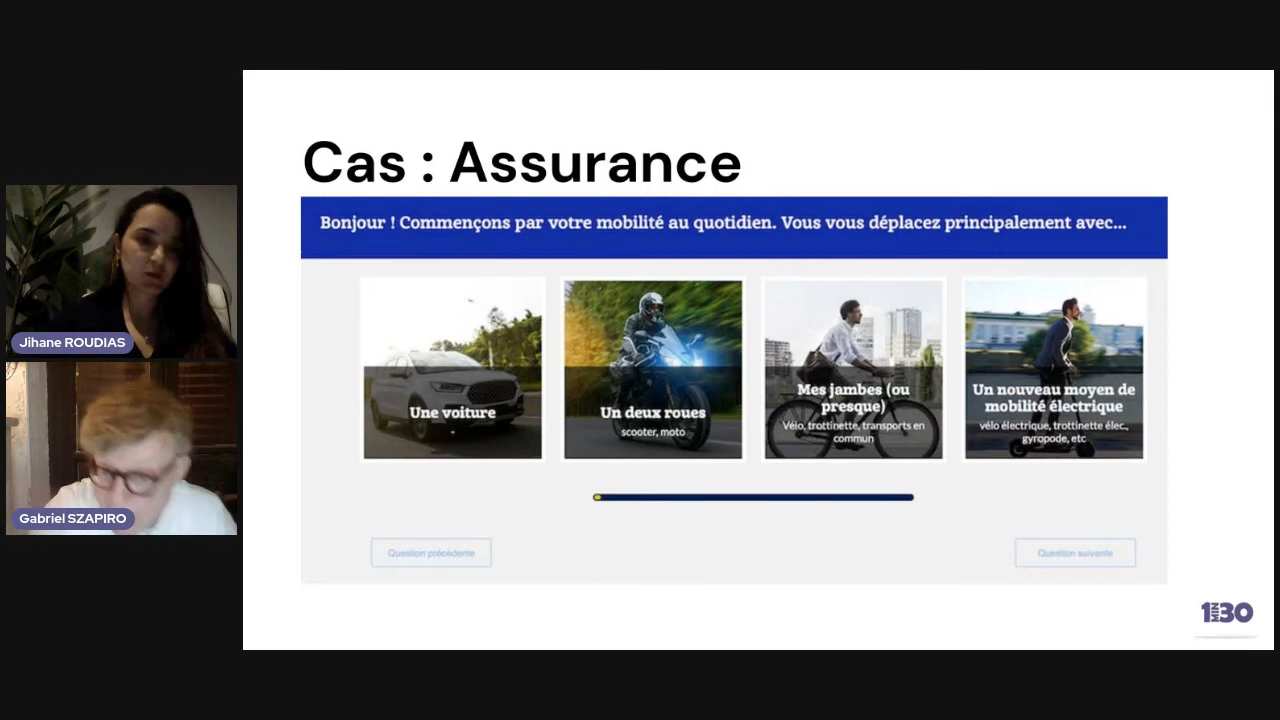 Cas : Assurance
Bonjour ! Commençons par votre mobilité au quotidien. Vous vous déplacez principalement avec...
Une voiture
Un deux roues
scooter, moto
Mes jambes (ou
presque)
Vélo, trottinette, transports en
commun
Un nouveau moyen de
mobilité électrique
vélo électrique, trottinette élec.,
gyropode, etc
Question précédente
Question suivante
Jihane ROUDIAS
Gabriel SZAPIRO
1MIN30